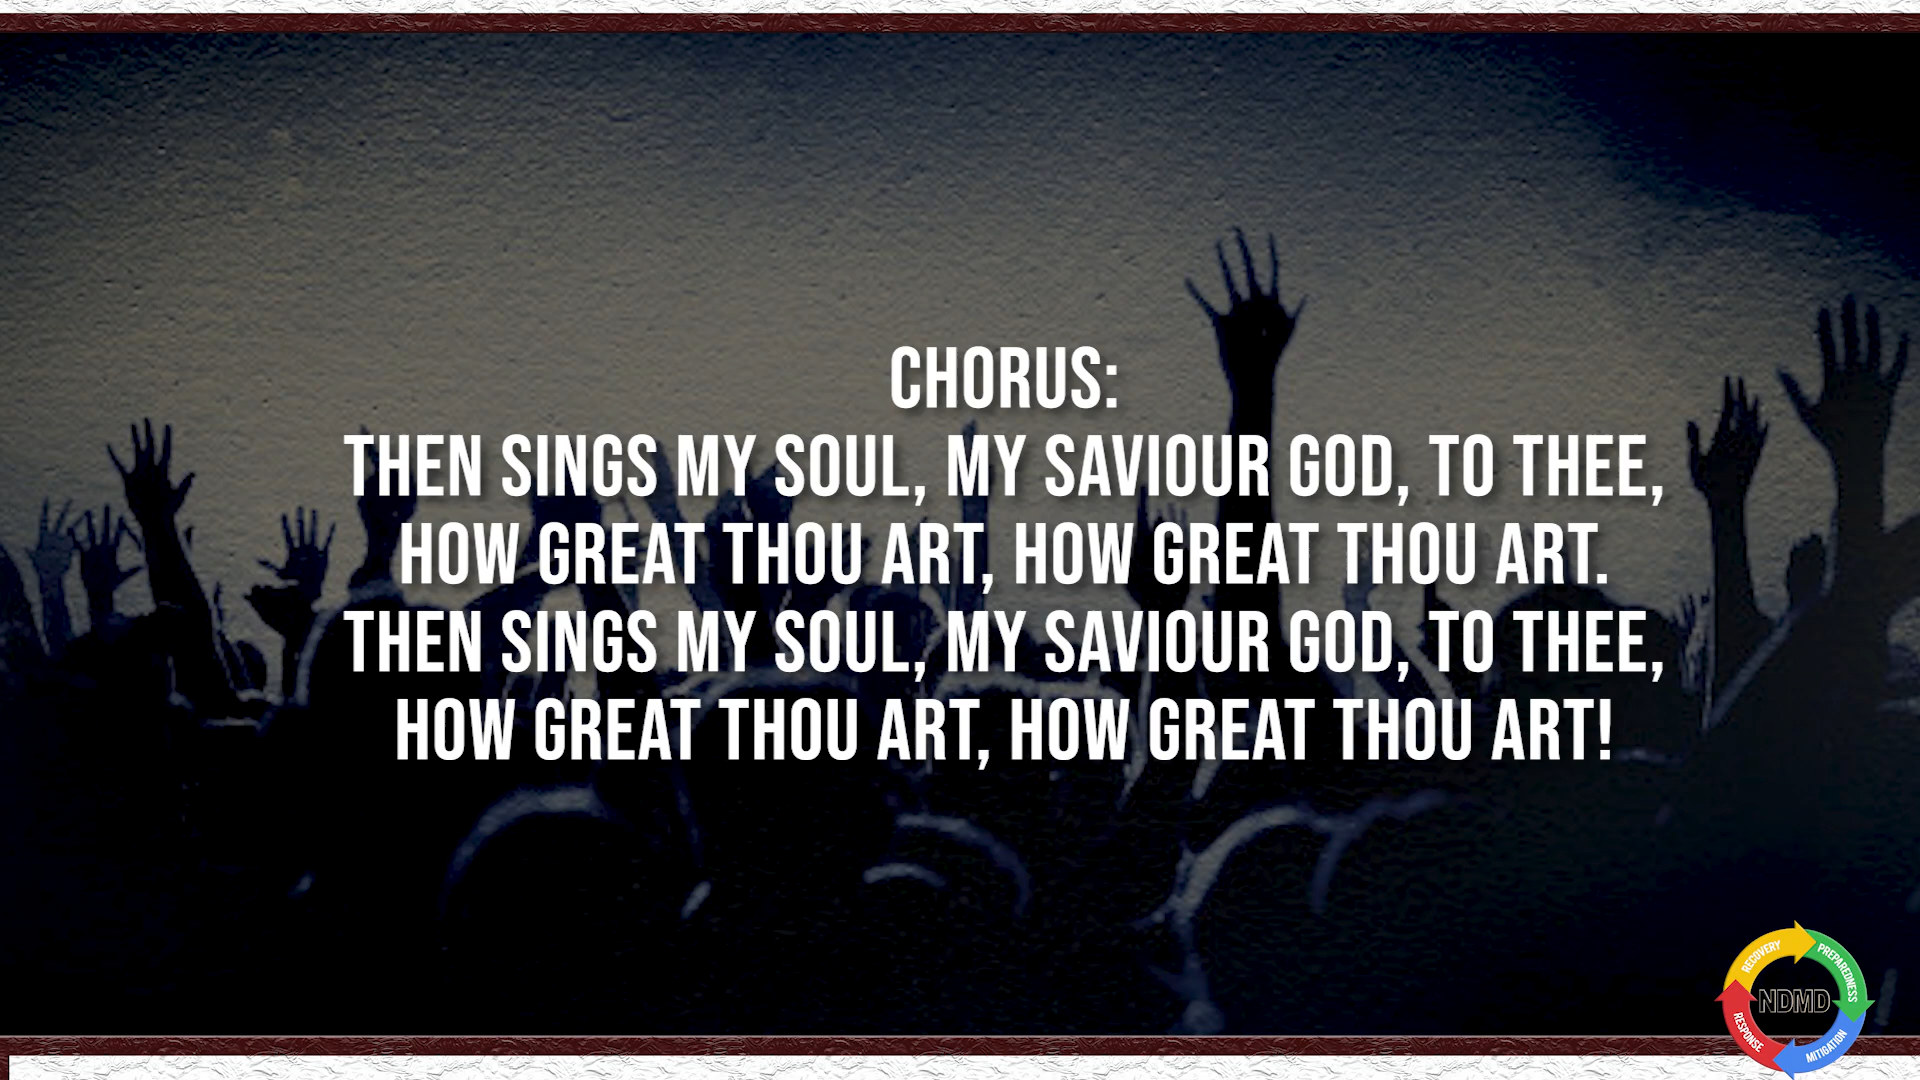 CHORUS:
THEN SINGS MY SOUL, MY SAVIOUR GOD, TO THEE,
HOW GREAT THOU ART, HOW GREAT THOU ART.
THEN SINGS MY SOUL, MY SAVIOUR GOD, TO THEE,
HOW GREAT THOU ART, HOW GREAT THOU ART!
RECOVERY
PREPAREDNESS
NDMD
RESPONSE
MITIGATION